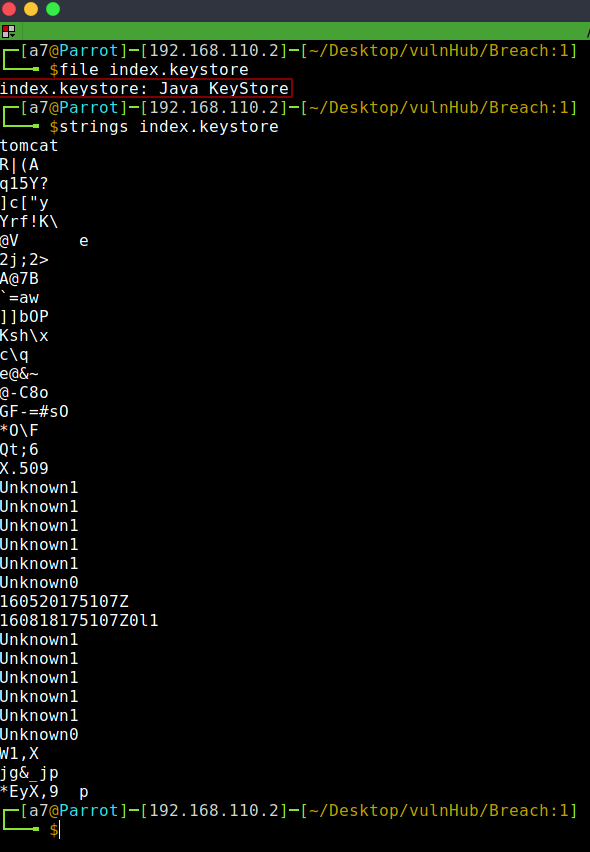 ┌─[a7@Parrot]─[192.168.110.2]─[~/Desktop/vulnHub/Breach:1]
└──╼ $file index.keystore
index.keystore: Java KeyStore
┌─[a7@Parrot]─[192.168.110.2]─[~/Desktop/vulnHub/Breach:1]
└──╼ $strings index.keystore
tomcat
R|(A
q15Y?
]c["y
Yrf!K\
@V      e
2j;2>
A@7B
`=aw
]]bOP
Ksh\x
c\q
e@&~
@-C8o
GF-=#sO
*O\F
Qt;6
X.509
Unknown1
Unknown1
Unknown1
Unknown1
Unknown1
Unknown0
160520175107Z
160818175107Z0l1
Unknown1
Unknown1
Unknown1
Unknown1
Unknown1
Unknown0
W1,X
jg&_jp
*EyX,9  p
┌─[a7@Parrot]─[192.168.110.2]─[~/Desktop/vulnHub/Breach:1]
└──╼ $